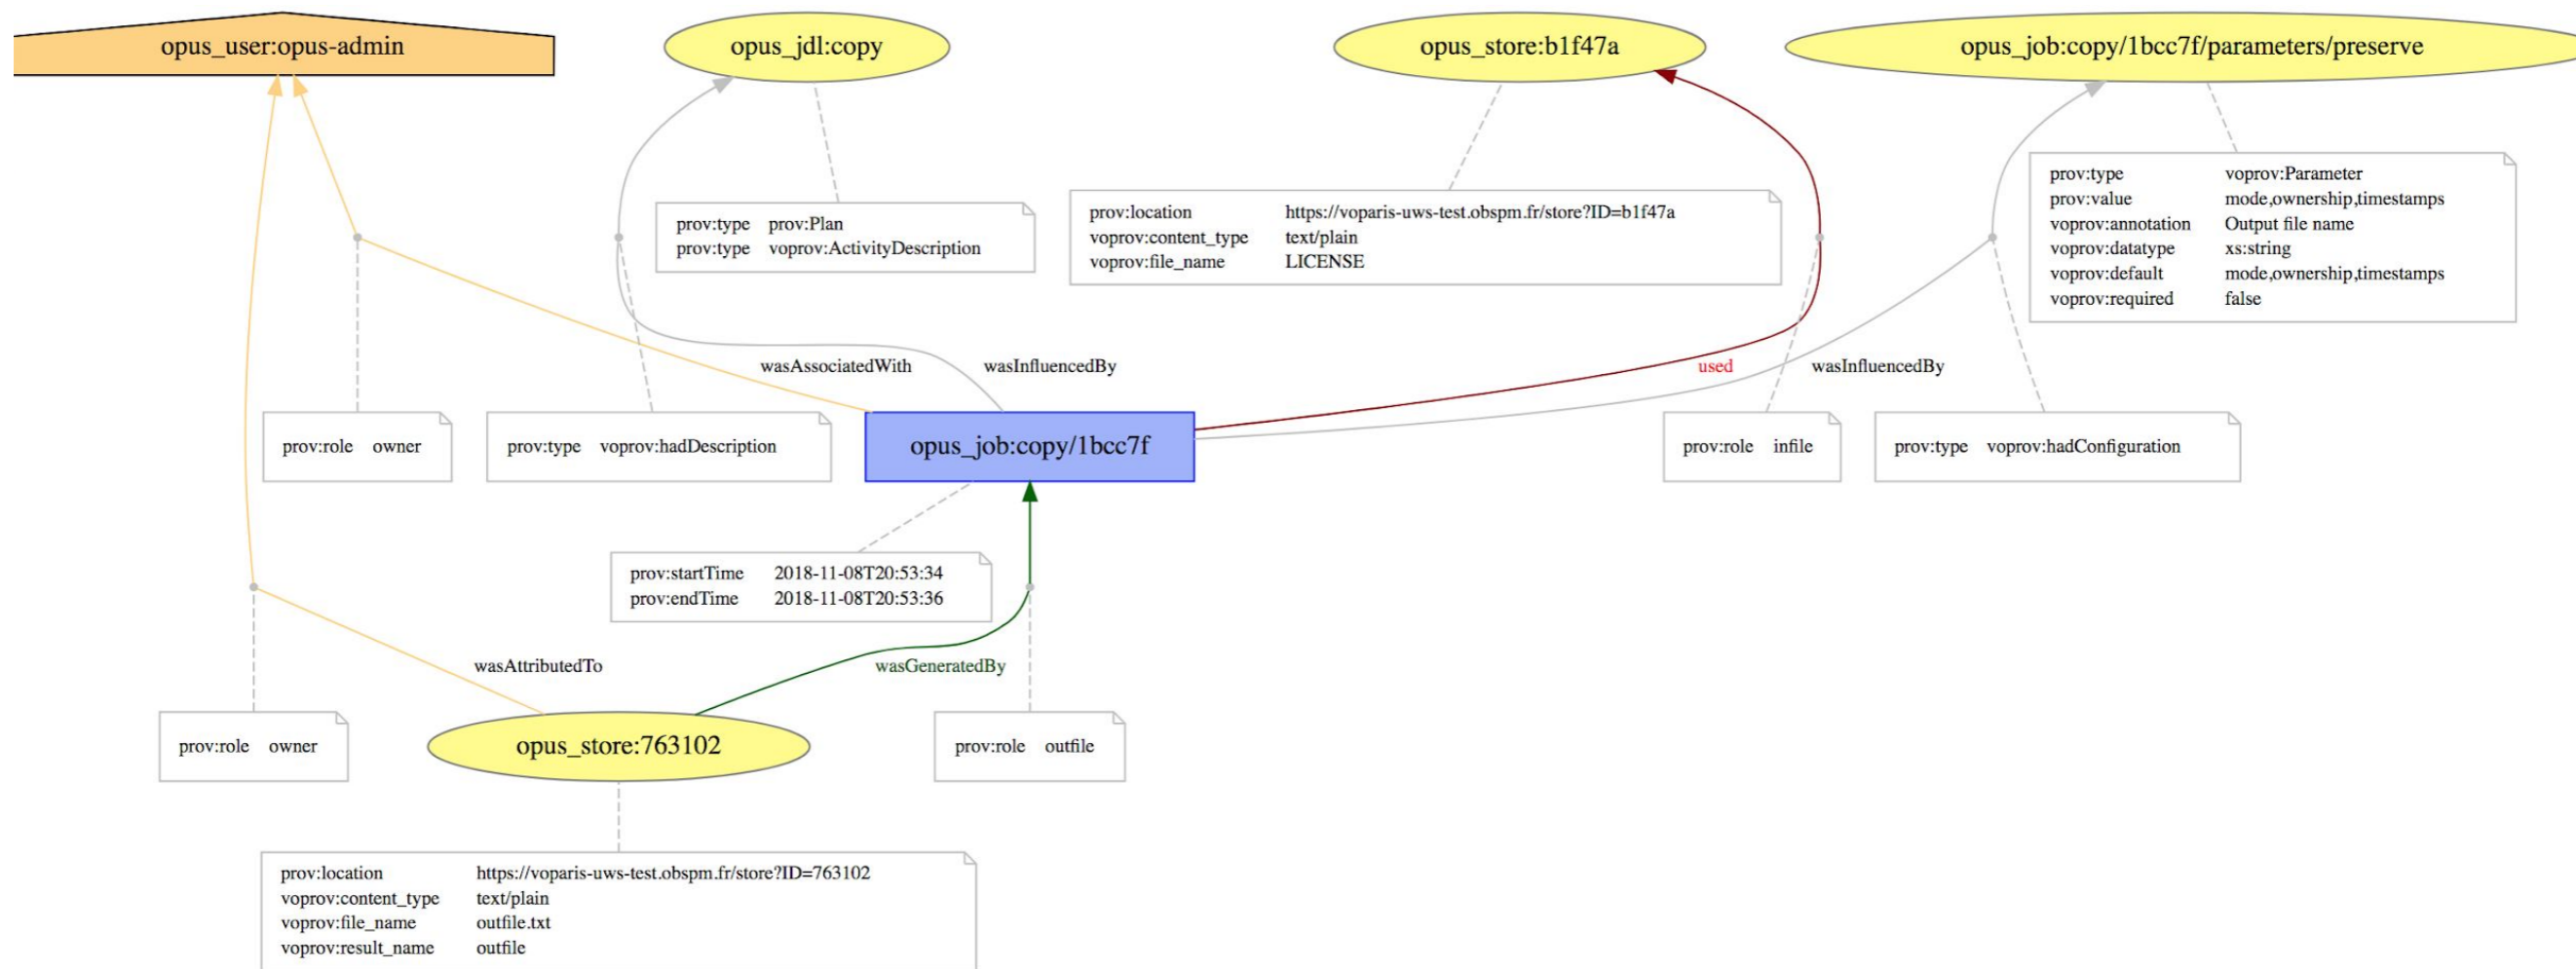 opus_user:opus-admin
opus_jdl:copy
opus_store:b1f47a
opus_job:copy/1bcc7f/parameters/preserve
prov:type prov:Plan
prov:type voprov:ActivityDescription
prov:location https://voparis-uws-test.obspm.fr/store?ID=b1f47a
voprov:content_type text/plain
voprov:file_name LICENSE
prov:type voprov:Parameter
prov:value mode,ownership,timestamps
voprov:annotation Output file name
voprov:datatype xs:string
voprov:default mode,ownership,timestamps
voprov:required false
wasAssociatedWith
wasInfluencedBy
used
wasInfluencedBy
prov:role owner
prov:type voprov:hadDescription
opus_job:copy/1bcc7f
prov:role infile
prov:type voprov:hadConfiguration
prov:startTime 2018-11-08T20:53:34
prov:endTime 2018-11-08T20:53:36
wasAttributedTo
wasGeneratedBy
prov:role owner
opus_store:763102
prov:role outfile
prov:location https://voparis-uws-test.obspm.fr/store?ID=763102
voprov:content_type text/plain
voprov:file_name outfile.txt
voprov:result_name outfile